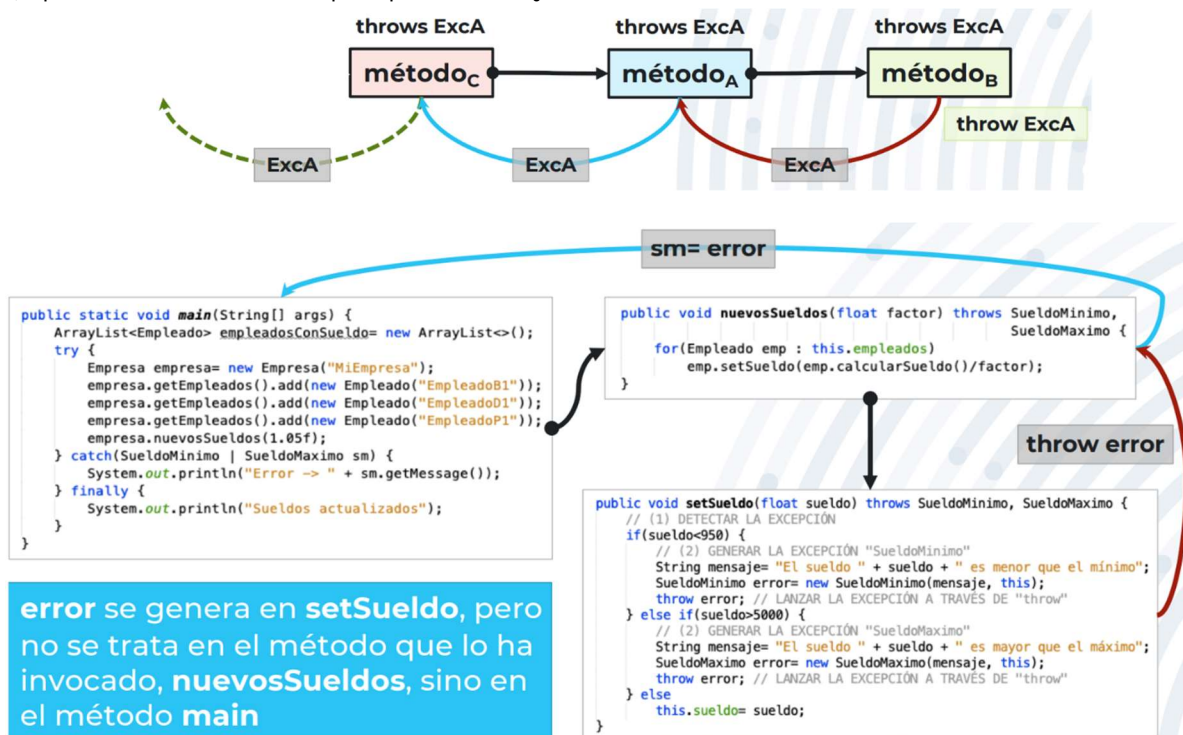 throws ExcA throws ExcA throws ExcA
métodoC métodoA métodoB
throw ExcA
ExcA ExcA ExcA
sm= error
public static void main(String[] args) {
    ArrayList<Empleado> empleadosConSueldo= new ArrayList<>();
    try {
        Empresa empresa= new Empresa("MiEmpresa");
        empresa.getEmpleados().add(new Empleado("EmpleadoB1"));
        empresa.getEmpleados().add(new Empleado("EmpleadoD1"));
        empresa.getEmpleados().add(new Empleado("EmpleadoP1"));
        empresa.nuevosSueldos(1.05f);
    } catch(SueldoMinimo | SueldoMaximo sm) {
        System.out.println("Error -> " + sm.getMessage());
    } finally {
        System.out.println("Sueldos actualizados");
    }
}
public void nuevosSueldos(float factor) throws SueldoMinimo,
                                               SueldoMaximo {
    for(Empleado emp : this.empleados)
        emp.setSueldo(emp.calcularSueldo()/factor);
}
throw error
public void setSueldo(float sueldo) throws SueldoMinimo, SueldoMaximo {
    // (1) DETECTAR LA EXCEPCIÓN
    if(sueldo<950) {
        // (2) GENERAR LA EXCEPCIÓN "SueldoMinimo"
        String mensaje= "El sueldo " + sueldo + " es menor que el mínimo";
        SueldoMinimo error= new SueldoMinimo(mensaje, this);
        throw error; // LANZAR LA EXCEPCIÓN A TRAVÉS DE "throw"
    } else if(sueldo>5000) {
        // (2) GENERAR LA EXCEPCIÓN "SueldoMaximo"
        String mensaje= "El sueldo " + sueldo + " es mayor que el máximo";
        SueldoMaximo error= new SueldoMaximo(mensaje, this);
        throw error; // LANZAR LA EXCEPCIÓN A TRAVÉS DE "throw"
    } else
        this.sueldo= sueldo;
}
error se genera en setSueldo, pero
no se trata en el método que lo ha
invocado, nuevosSueldos, sino en
el método main